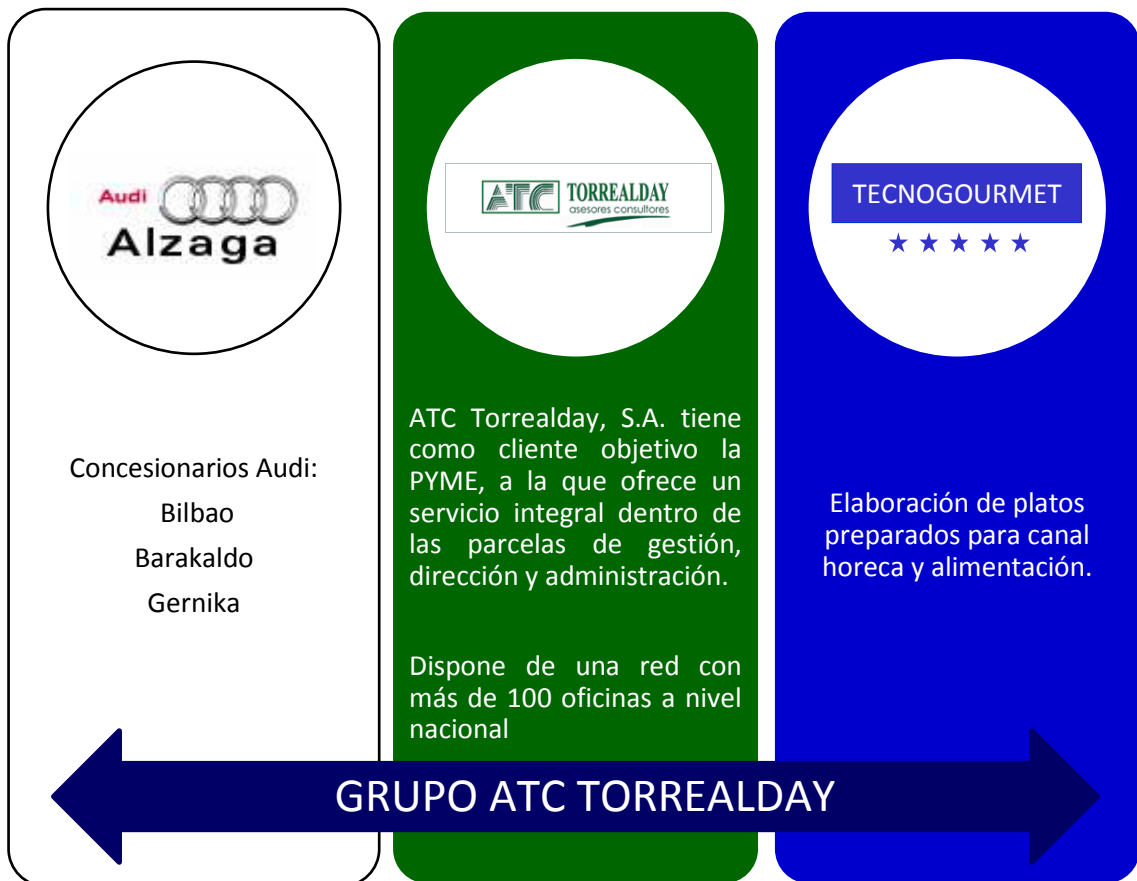 Audi
Alzaga
Concesionarios Audi:
Bilbao
Barakaldo
Gernika
ATC TORREALDAY
asesores consultores
ATC Torrealday, S.A. tiene
como cliente objetivo la
PYME, a la que ofrece un
servicio integral dentro de
las parcelas de gestión,
dirección y administración.
Dispone de una red con
más de 100 oficinas a nivel
nacional
TECNOGOURMET
Elaboración de platos
preparados para canal
horeca y alimentación.
GRUPO ATC TORREALDAY